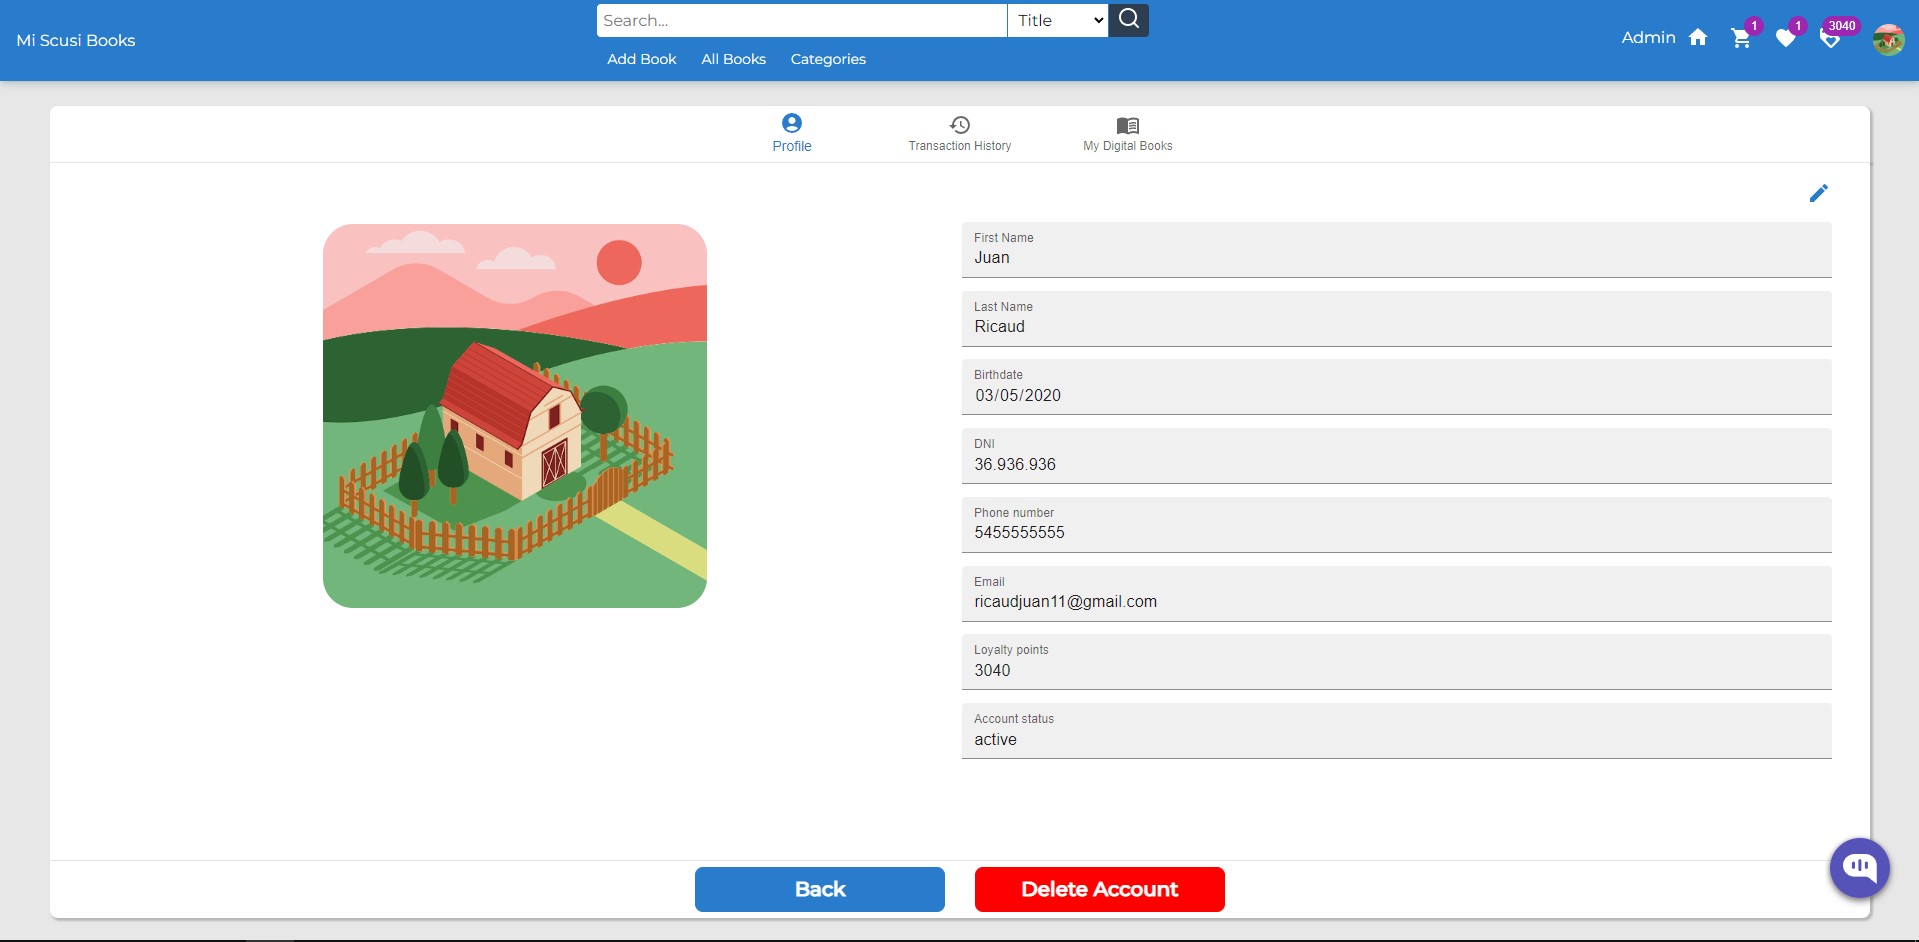 Mi Scusi Books
Search...
Title
Add Book
All Books
Categories
Admin
1
1
3040
Profile
Transaction History
My Digital Books
First Name
Juan
Last Name
Ricaud
Birthdate
03/05/2020
DNI
36.936.936
Phone number
5455555555
Email
ricaudjuan11@gmail.com
Loyalty points
3040
Account status
active
Back
Delete Account